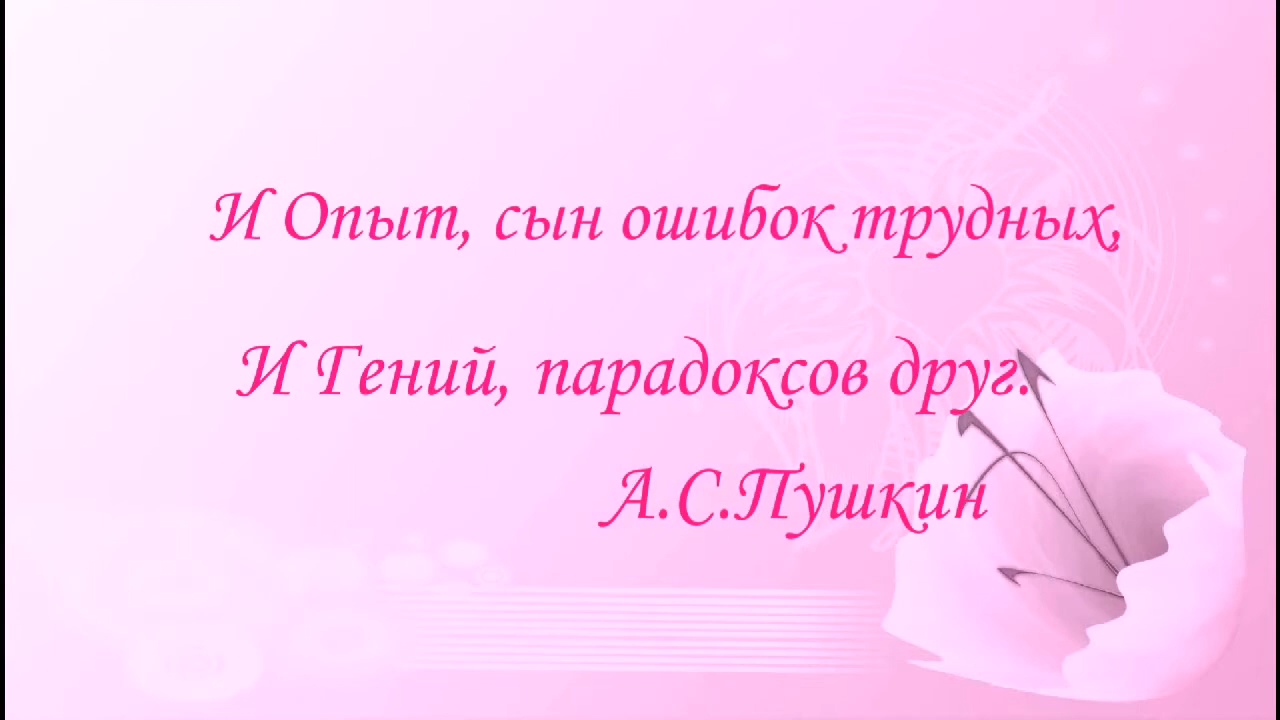 И Опыт, сын ошибок трудных,
И Гений, парадоксов друг.
А.С.Пушкин